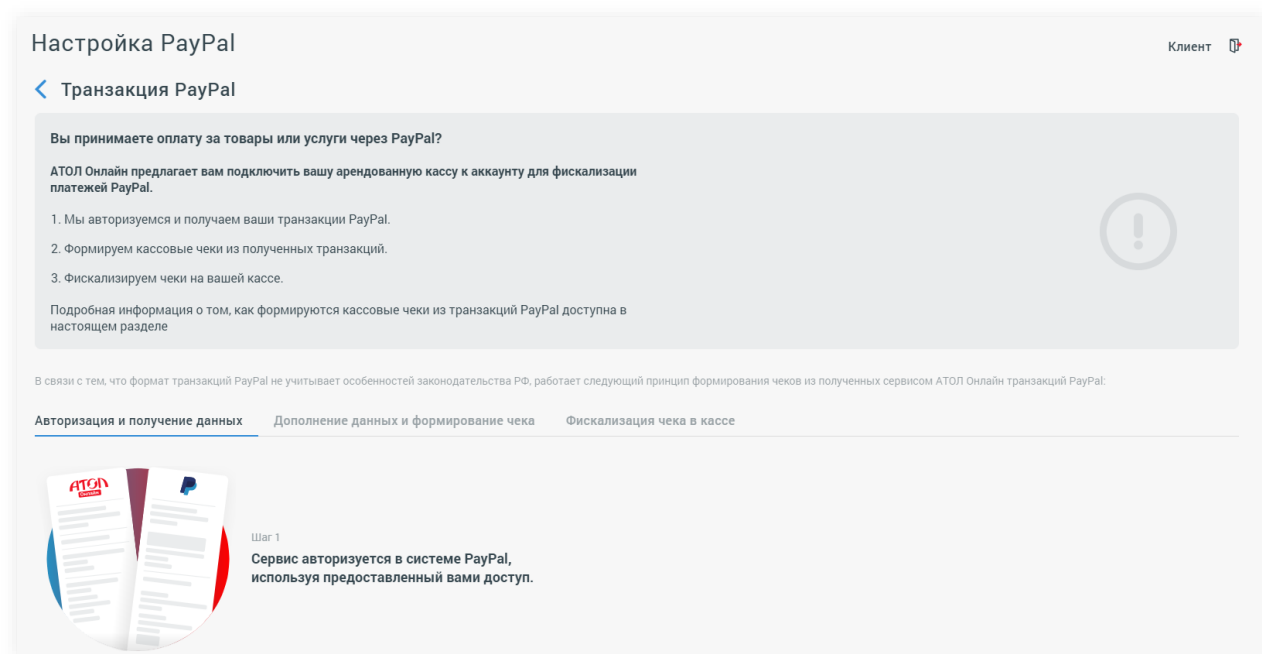 Настройка PayPal
Клиент
Транзакция PayPal
Вы принимаете оплату за товары или услуги через PayPal?
АТОЛ Онлайн предлагает вам подключить вашу арендованную кассу к аккаунту для фискализации
платежей PayPal.
1. Мы авторизуемся и получаем ваши транзакции PayPal.
2. Формируем кассовые чеки из полученных транзакций.
3. Фискализируем чеки на вашей кассе.
Подробная информация о том, как формируются кассовые чеки из транзакций PayPal доступна в
настоящем разделе
В связи с тем, что формат транзакций PayPal не учитывает особенностей законодательства РФ, работает следующий принцип формирования чеков из полученных сервисом АТОЛ Онлайн транзакций PayPal:
Авторизация и получение данных
Дополнение данных и формирование чека
Фискализация чека в кассе
АТОЛ
Онлайн
Шаг 1
Сервис авторизуется в системе PayPal,
используя предоставленный вами доступ.